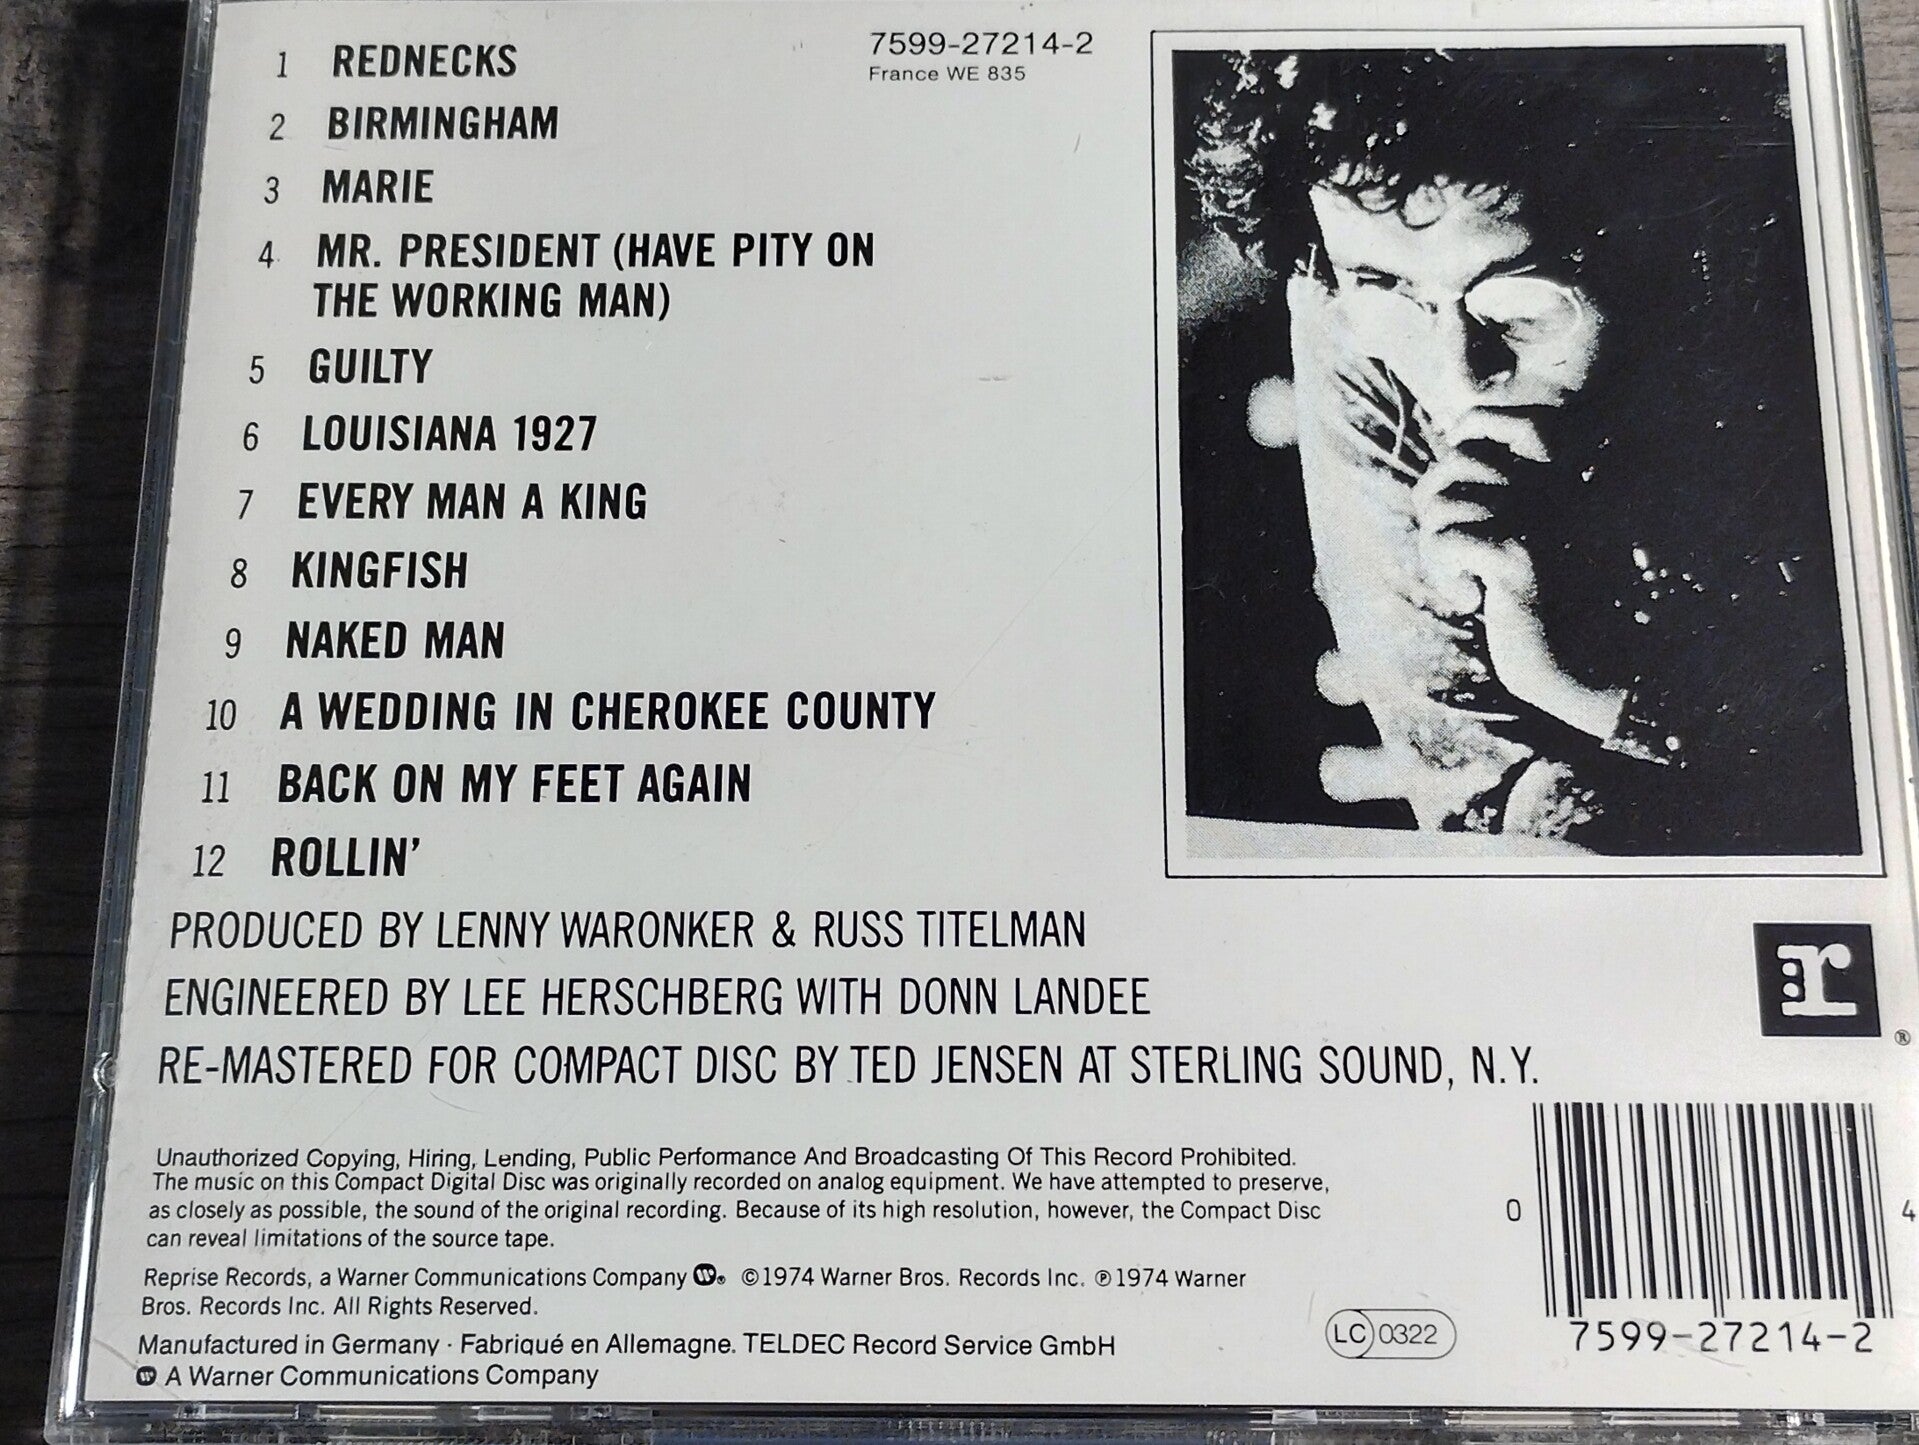 7599-27214-2
France WE 835
1 REDNECKS
2 BIRMINGHAM
3 MARIE
4 MR. PRESIDENT (HAVE PITY ON
THE WORKING MAN)
5 GUILTY
6 LOUISIANA 1927
7 EVERY MAN A KING
8 KINGFISH
9 NAKED MAN
10 A WEDDING IN CHEROKEE COUNTY
11 BACK ON MY FEET AGAIN
12 ROLLIN'
PRODUCED BY LENNY WARONKER & RUSS TITELMAN
ENGINEERED BY LEE HERSCHBERG WITH DONN LANDEE
RE-MASTERED FOR COMPACT DISC BY TED JENSEN AT STERLING SOUND, N.Y.
:r
®
Unauthorized Copying, Hiring, Lending, Public Performance And Broadcasting Of This Record Prohibited.
The music on this Compact Digital Disc was originally recorded on analog equipment. We have attempted to preserve,
as closely as possible, the sound of the original recording. Because of its high resolution, however, the Compact Disc
can reveal limitations of the source tape.
Reprise Records, a Warner Communications Company W® ©1974 Warner Bros. Records Inc. ℗1974 Warner
Bros. Records Inc. All Rights Reserved.
Manufactured in Germany · Fabriqué en Allemagne. TELDEC Record Service GmbH
W A Warner Communications Company
LC 0322
0 4
7599-27214-2